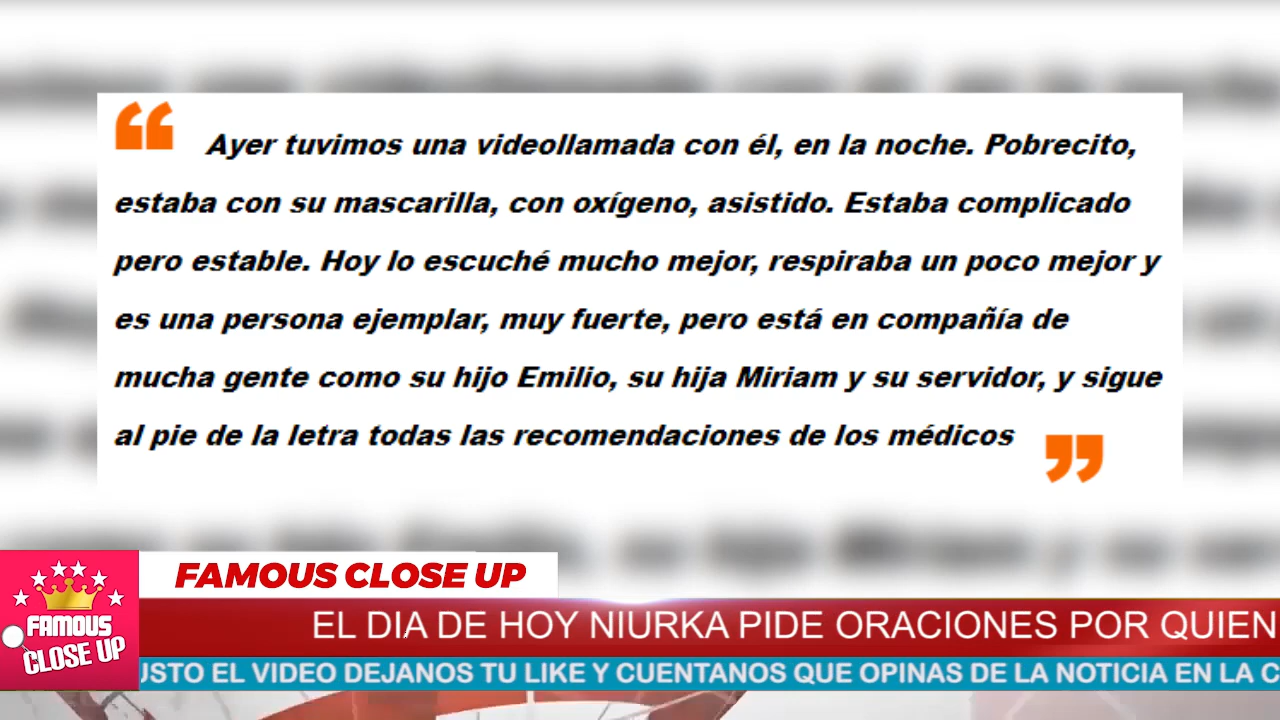 “ Ayer tuvimos una videollamada con él, en la noche. Pobrecito,
estaba con su mascarilla, con oxígeno, asistido. Estaba complicado
pero estable. Hoy lo escuché mucho mejor, respiraba un poco mejor y
es una persona ejemplar, muy fuerte, pero está en compañía de
mucha gente como su hijo Emilio, su hija Miriam y su servidor, y sigue
al pie de la letra todas las recomendaciones de los médicos ”
FAMOUS CLOSE UP
EL DIA DE HOY NIURKA PIDE ORACIONES POR QUIEN
FAMOUS
CLOSE UP
USTO EL VIDEO DEJANOS TU LIKE Y CUENTANOS QUE OPINAS DE LA NOTICIA EN LA C